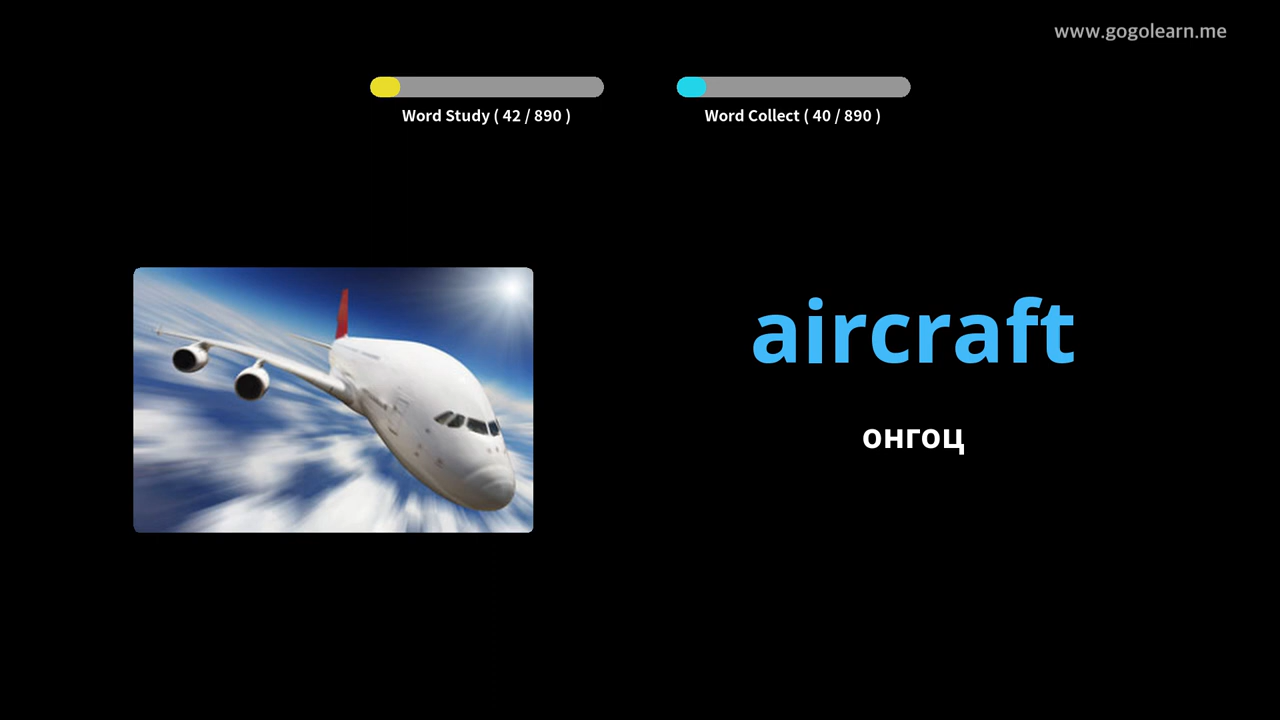 www.gogolearn.me
Word Study ( 42 / 890 )
Word Collect ( 40 / 890 )
aircraft
онгоц